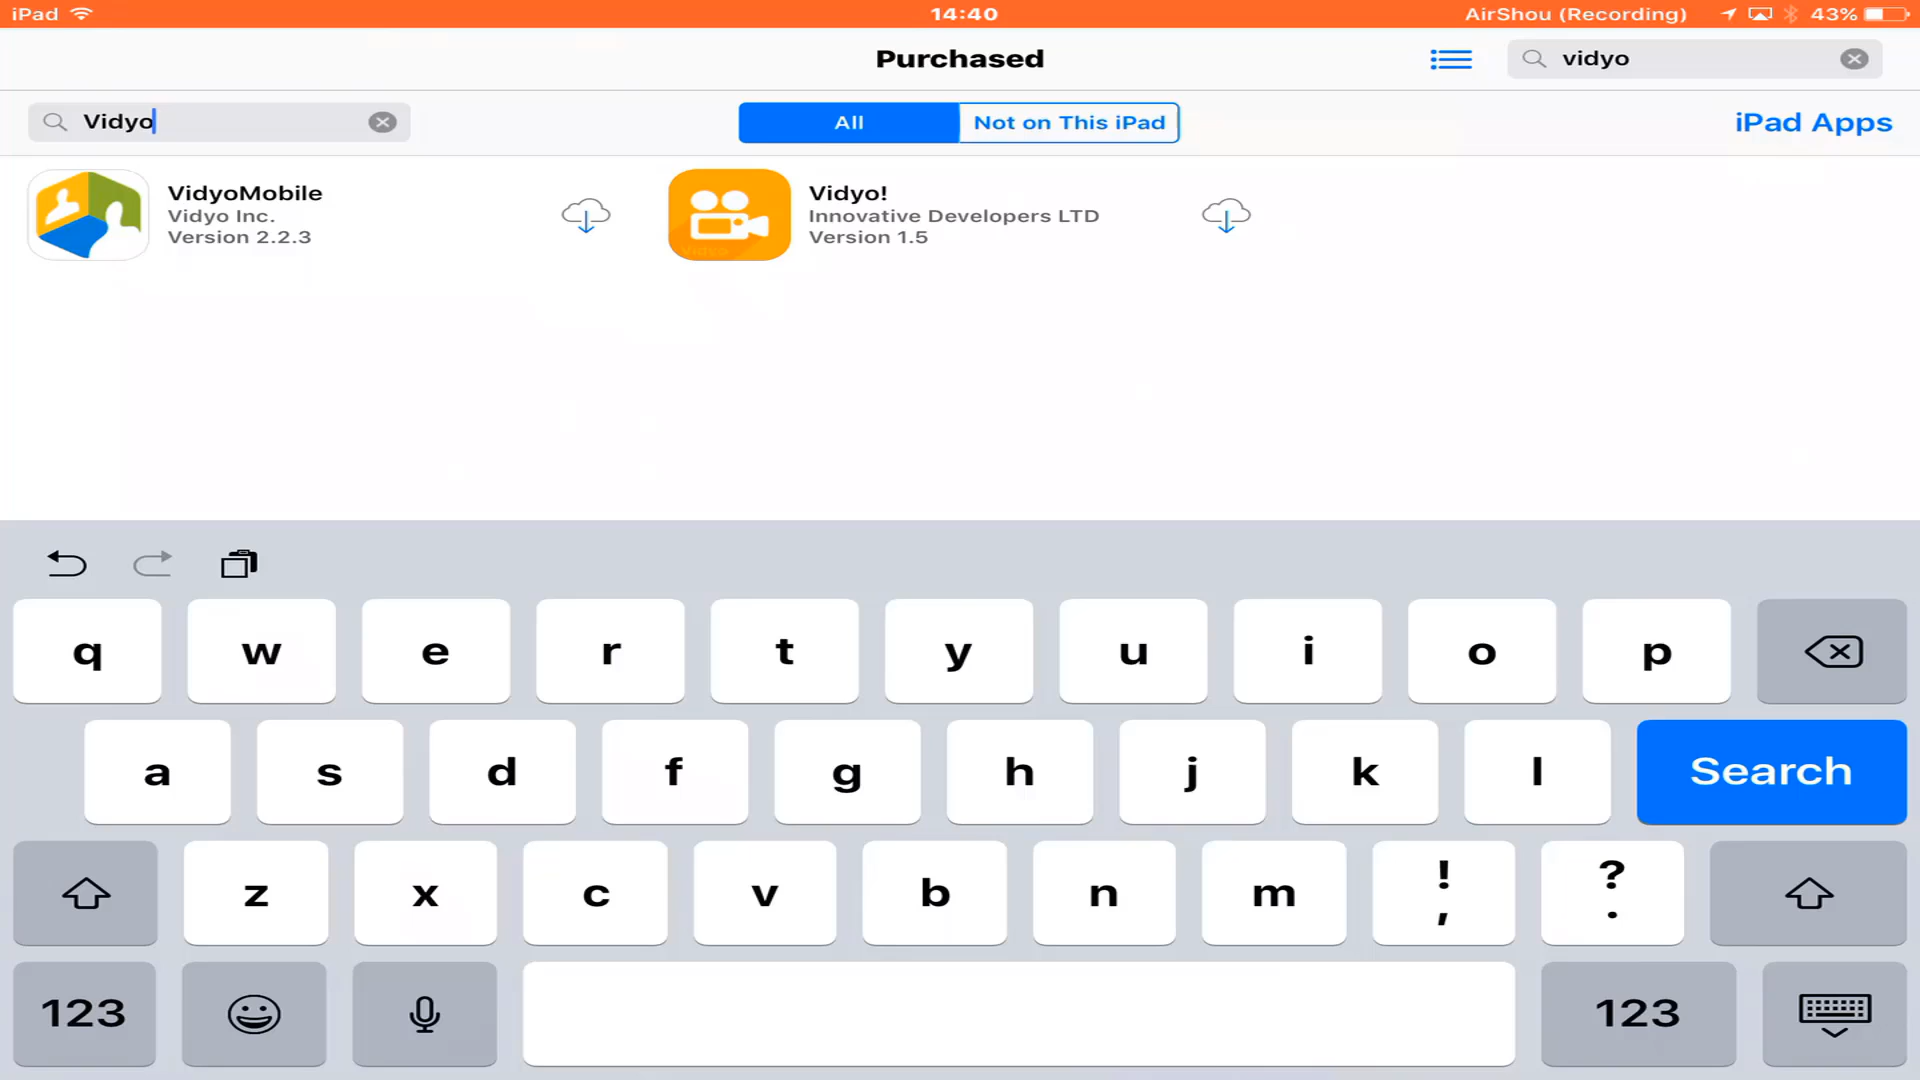 iPad 14:40 AirShou (Recording) 43%
Purchased vidyo
Vidyo All Not on This iPad iPad Apps
VidyoMobile
Vidyo Inc.
Version 2.2.3
Vidyo!
Innovative Developers LTD
Version 1.5
q w e r t y u i o p
a s d f g h j k l Search
z x c v b n m ! , ? .
123 123